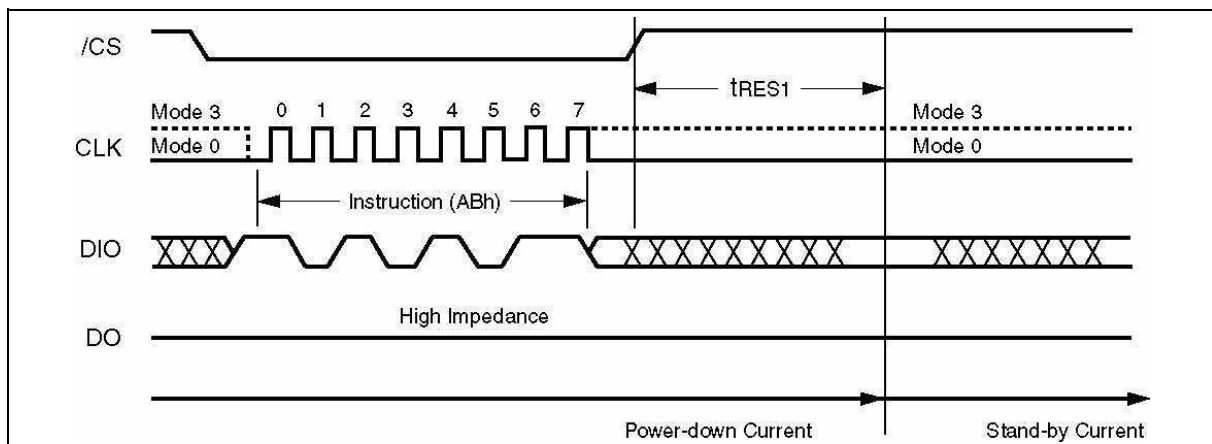 /CS
tRES1
Mode 3 0 1 2 3 4 5 6 7 Mode 3
CLK Mode 0 Mode 0
Instruction (ABh)
DIO
High Impedance
DO
Power-down Current Stand-by Current